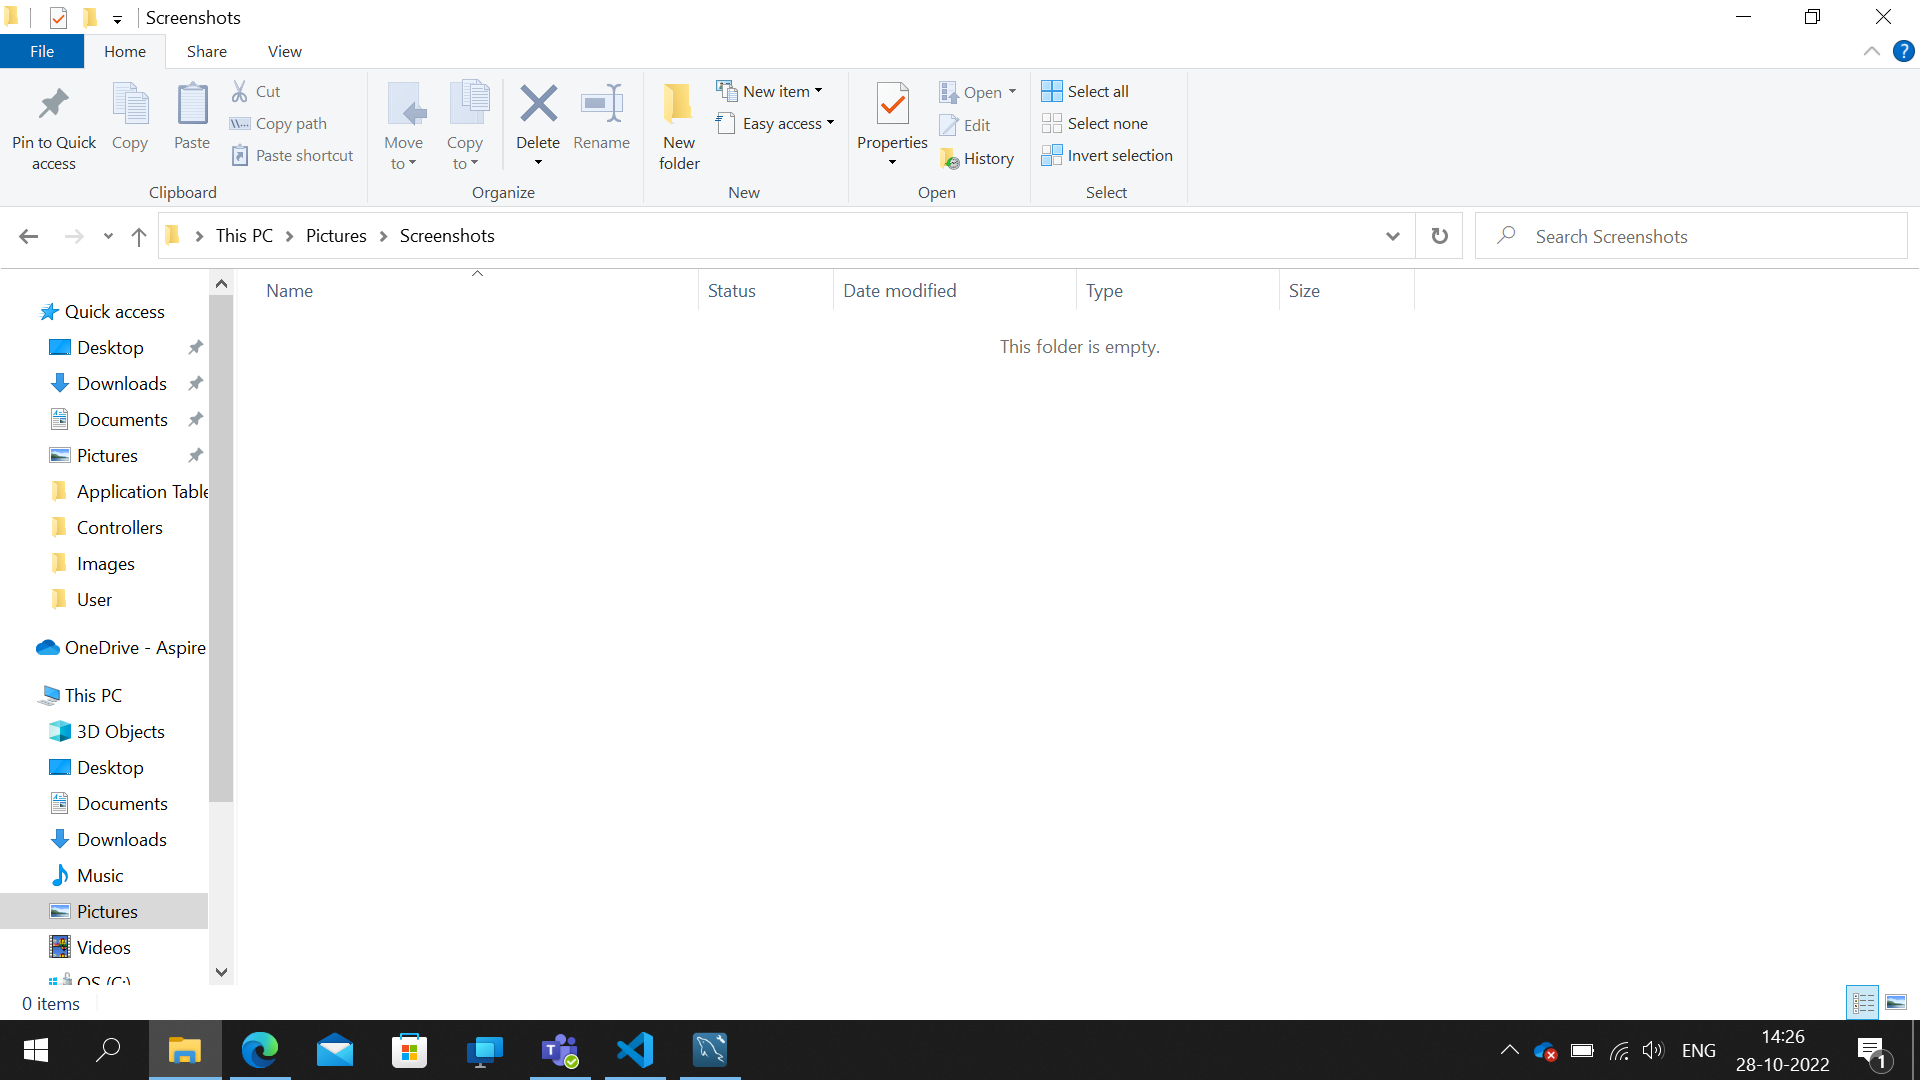 Screenshots
File Home Share View
Pin to Quick access
Copy
Paste
Cut
Copy path
Paste shortcut
Clipboard
Move to
Copy to
Delete
Rename
Organize
New folder
New item
Easy access
New
Properties
Open
Edit
History
Open
Select all
Select none
Invert selection
Select
This PC > Pictures > Screenshots
Search Screenshots
Name Status Date modified Type Size
This folder is empty.
Quick access
Desktop
Downloads
Documents
Pictures
Application Table
Controllers
Images
User
OneDrive - Aspire
This PC
3D Objects
Desktop
Documents
Downloads
Music
Pictures
Videos
OS (C:)
0 items
ENG
14:26
28-10-2022
1